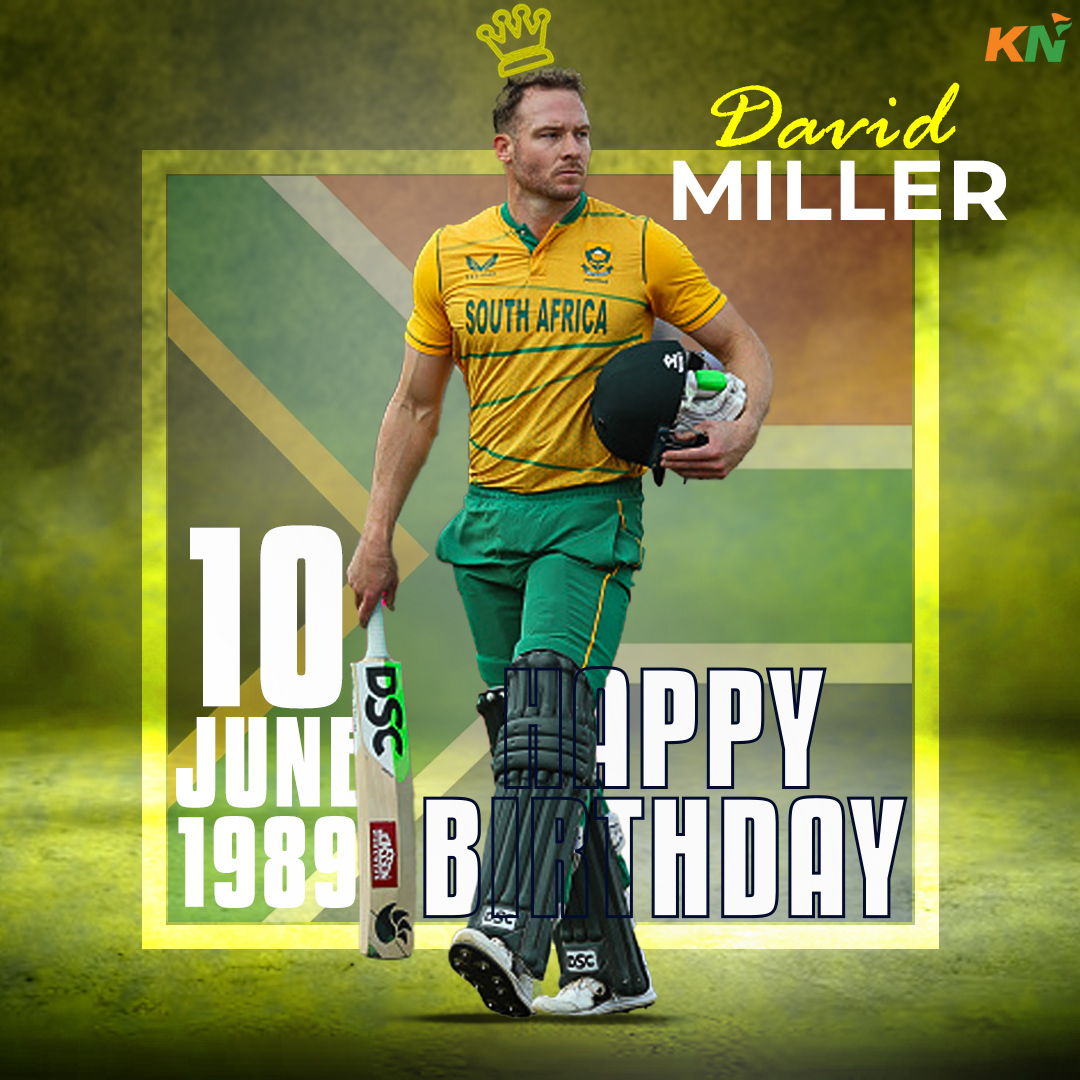 KN
David
MILLER
SOUTH AFRICA
10
JUNE
1989
DSC
HAPPY
BIRTHDAY
DSC
DSC